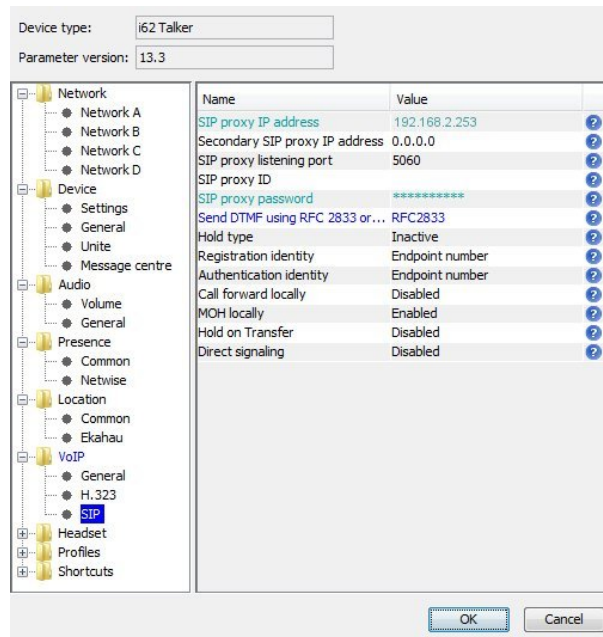 Device type: i62 Talker
Parameter version: 13.3
Network
Network A
Network B
Network C
Network D
Device
Settings
General
Unite
Message centre
Audio
Volume
General
Presence
Common
Netwise
Location
Common
Ekahau
VoIP
General
H.323
SIP
Headset
Profiles
Shortcuts
Name Value
SIP proxy IP address 192.168.2.253
Secondary SIP proxy IP address 0.0.0.0
SIP proxy listening port 5060
SIP proxy ID
SIP proxy password **********
Send DTMF using RFC 2833 or... RFC2833
Hold type Inactive
Registration identity Endpoint number
Authentication identity Endpoint number
Call forward locally Disabled
MOH locally Enabled
Hold on Transfer Disabled
Direct signaling Disabled
OK Cancel